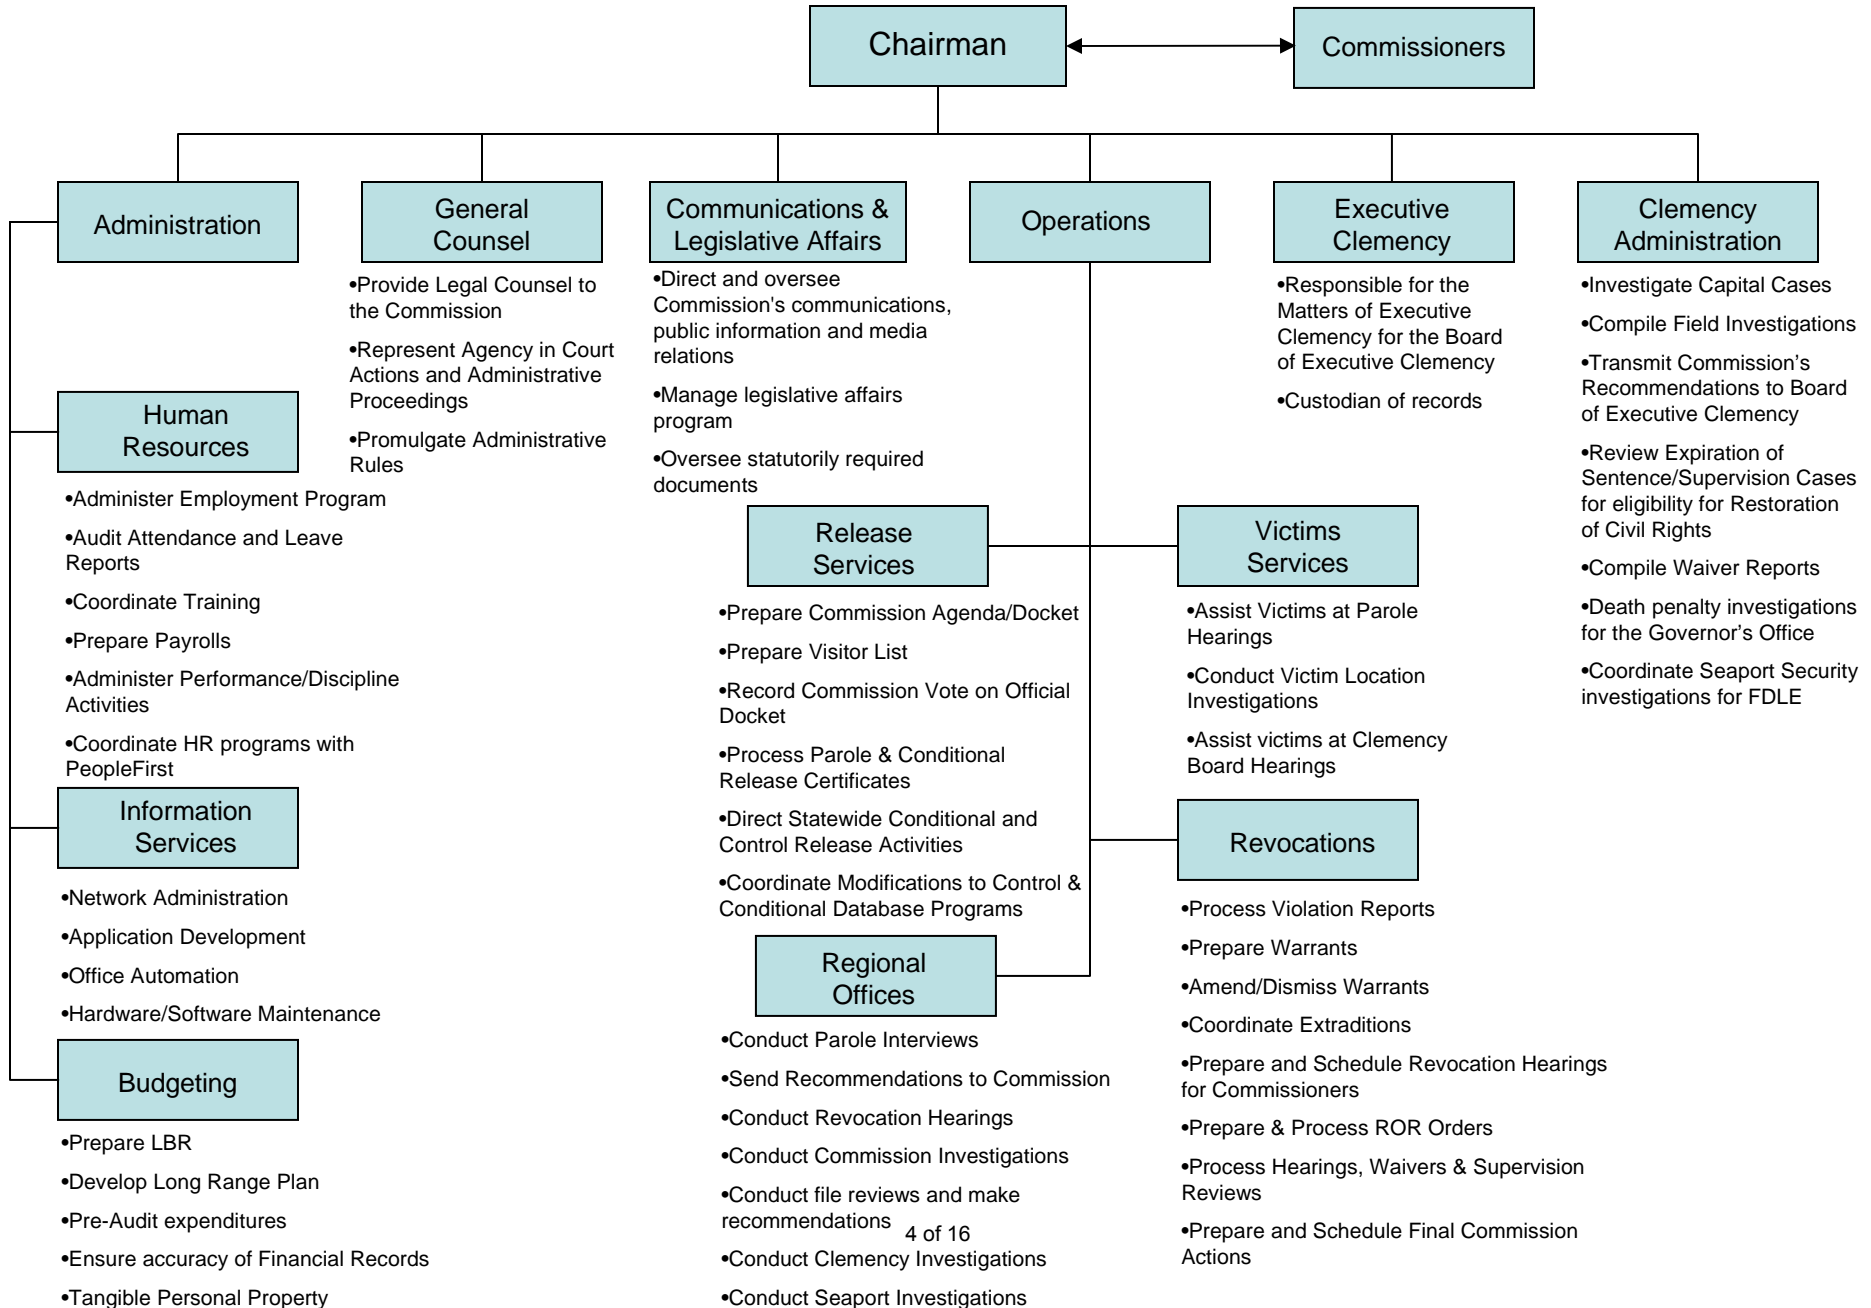 Chairman
Commissioners
Administration
General
Counsel
Communications &
Legislative Affairs
Operations
Executive
Clemency
Clemency
Administration
•Provide Legal Counsel to
the Commission
•Represent Agency in Court
Actions and Administrative
Proceedings
•Promulgate Administrative
Rules
•Direct and oversee
Commission's communications,
public information and media
relations
•Manage legislative affairs
program
•Oversee statutorily required
documents
•Responsible for the
Matters of Executive
Clemency for the Board
of Executive Clemency
•Custodian of records
•Investigate Capital Cases
•Compile Field Investigations
•Transmit Commission’s
Recommendations to Board
of Executive Clemency
•Review Expiration of
Sentence/Supervision Cases
for eligibility for Restoration
of Civil Rights
•Compile Waiver Reports
•Death penalty investigations
for the Governor’s Office
•Coordinate Seaport Security
investigations for FDLE
Human
Resources
•Administer Employment Program
•Audit Attendance and Leave
Reports
•Coordinate Training
•Prepare Payrolls
•Administer Performance/Discipline
Activities
•Coordinate HR programs with
PeopleFirst
Information
Services
•Network Administration
•Application Development
•Office Automation
•Hardware/Software Maintenance
Budgeting
•Prepare LBR
•Develop Long Range Plan
•Pre-Audit expenditures
•Ensure accuracy of Financial Records
•Tangible Personal Property
Release
Services
•Prepare Commission Agenda/Docket
•Prepare Visitor List
•Record Commission Vote on Official
Docket
•Process Parole & Conditional
Release Certificates
•Direct Statewide Conditional and
Control Release Activities
•Coordinate Modifications to Control &
Conditional Database Programs
Regional
Offices
•Conduct Parole Interviews
•Send Recommendations to Commission
•Conduct Revocation Hearings
•Conduct Commission Investigations
•Conduct file reviews and make
recommendations
•Conduct Clemency Investigations
•Conduct Seaport Investigations
Victims
Services
•Assist Victims at Parole
Hearings
•Conduct Victim Location
Investigations
•Assist victims at Clemency
Board Hearings
Revocations
•Process Violation Reports
•Prepare Warrants
•Amend/Dismiss Warrants
•Coordinate Extraditions
•Prepare and Schedule Revocation Hearings
for Commissioners
•Prepare & Process ROR Orders
•Process Hearings, Waivers & Supervision
Reviews
•Prepare and Schedule Final Commission
Actions
4 of 16